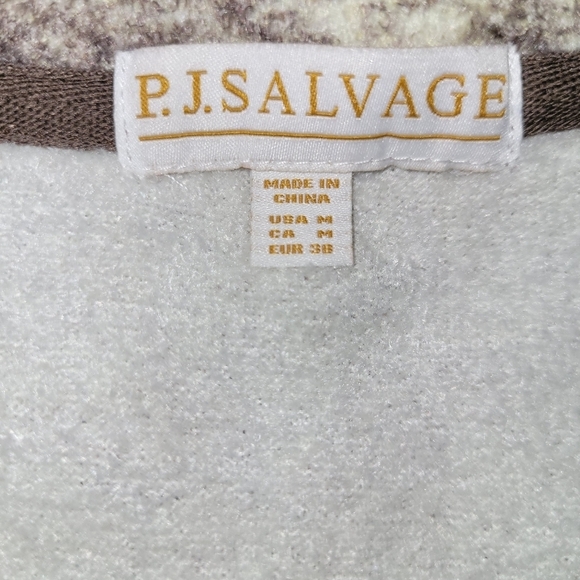 P.J.SALVAGE
MADE IN
CHINA
USA M
CA M
EUR 38